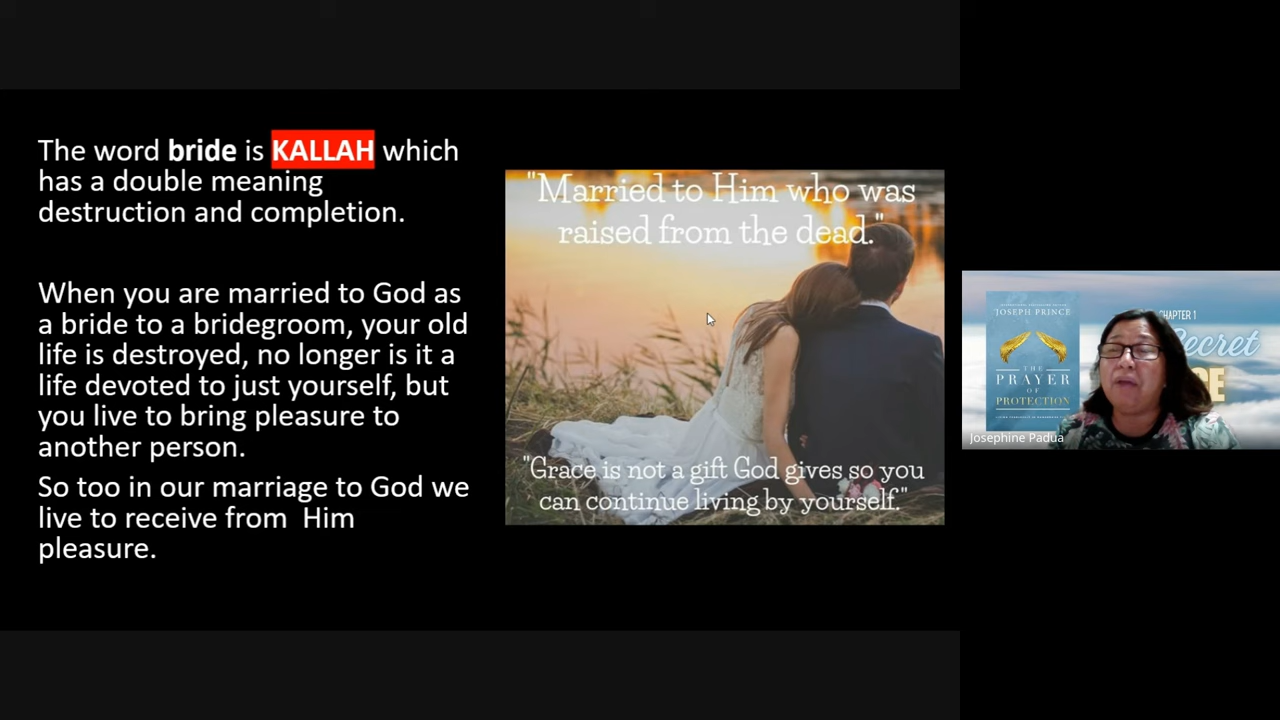 The word bride is KALLAH which
has a double meaning
destruction and completion.
When you are married to God as
a bride to a bridegroom, your old
life is destroyed, no longer is it a
life devoted to just yourself, but
you live to bring pleasure to
another person.
So too in our marriage to God we
live to receive from  Him
pleasure.
"Married to Him who was
raised from the dead."
"Grace is not a gift God gives so you
can continue living by yourself."
JOSEPH PRINCE
THE
PRAYER
OF
PROTECTION
CHAPTER 1
Secret
Josephine Padua